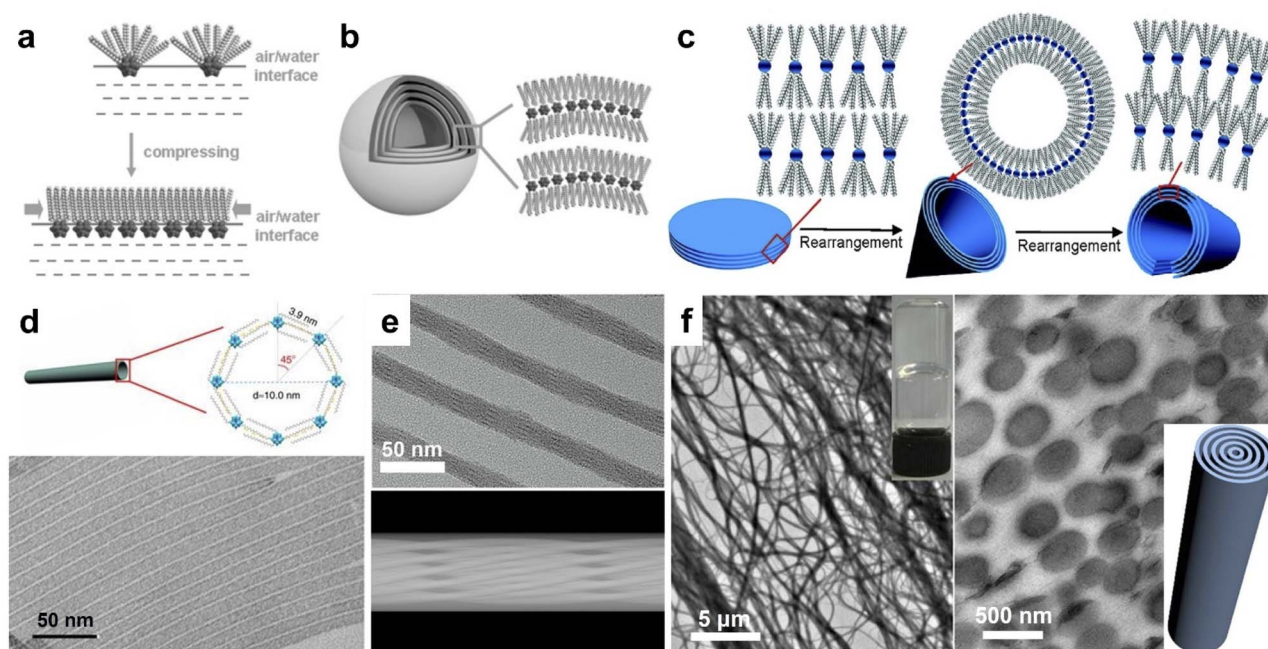 a
air/water
interface
compressing
air/water
interface
b
c
Rearrangement
Rearrangement
d
3.9 nm
45°
d=10.0 nm
50 nm
e
50 nm
f
5 μm
500 nm